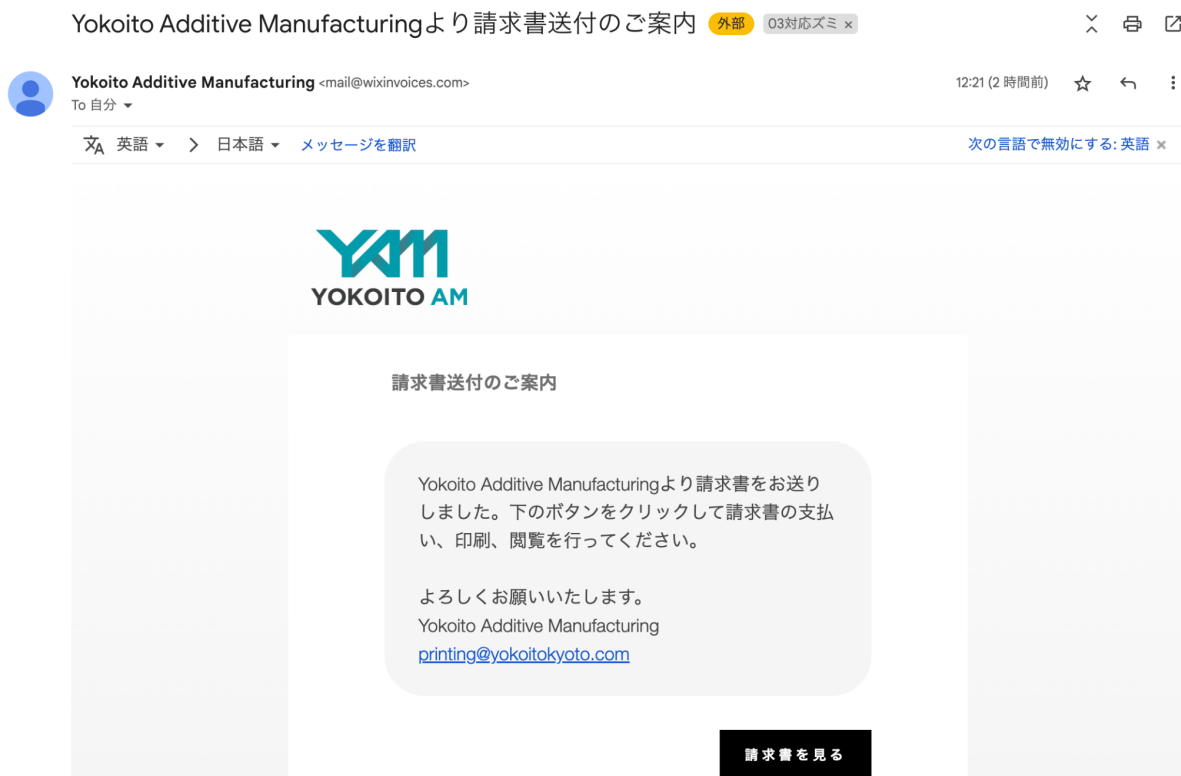 Yokoito Additive Manufacturingより請求書送付のご案内 外部 03対応ズミ ×
Yokoito Additive Manufacturing <mail@wixinvoices.com> 12:21 (2 時間前)
To 自分
英語 日本語 メッセージを翻訳 次の言語で無効にする: 英語 ×
YAM
YOKOITO AM
請求書送付のご案内
Yokoito Additive Manufacturingより請求書をお送り
しました。下のボタンをクリックして請求書の支払
い、印刷、閲覧を行ってください。
よろしくお願いいたします。
Yokoito Additive Manufacturing
printing@yokoitokyoto.com
請求書を見る